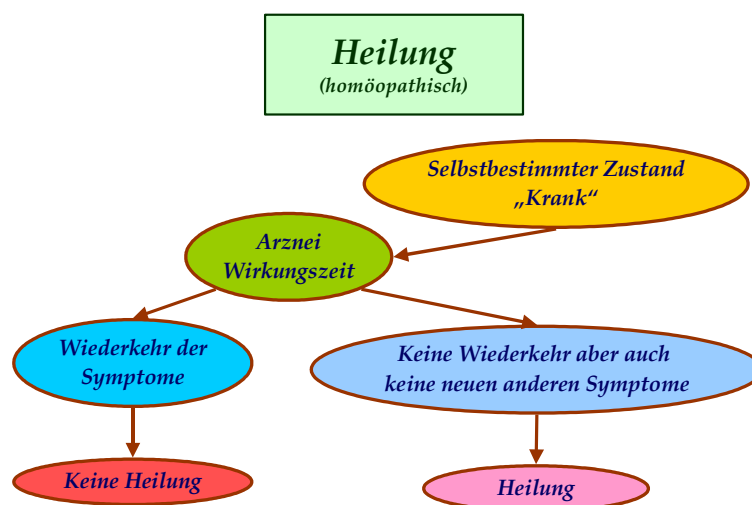 Heilung
(homöopathisch)
Selbstbestimmter Zustand
„Krank“
Arznei
Wirkungszeit
Wiederkehr der
Symptome
Keine Wiederkehr aber auch
keine neuen anderen Symptome
Keine Heilung
Heilung